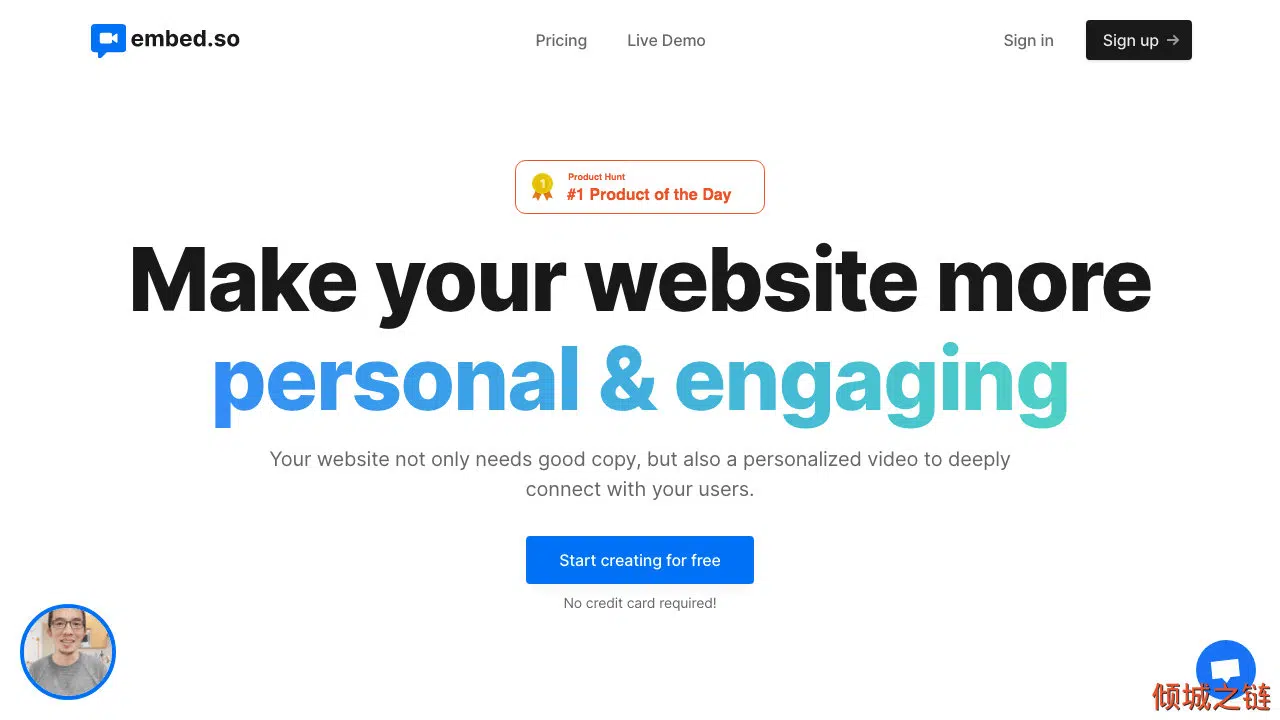 embed.so
Pricing
Live Demo
Sign in
Sign up →
1
Product Hunt
#1 Product of the Day
Make your website more
personal & engaging
Your website not only needs good copy, but also a personalized video to deeply
connect with your users.
Start creating for free
No credit card required!
倾城之链